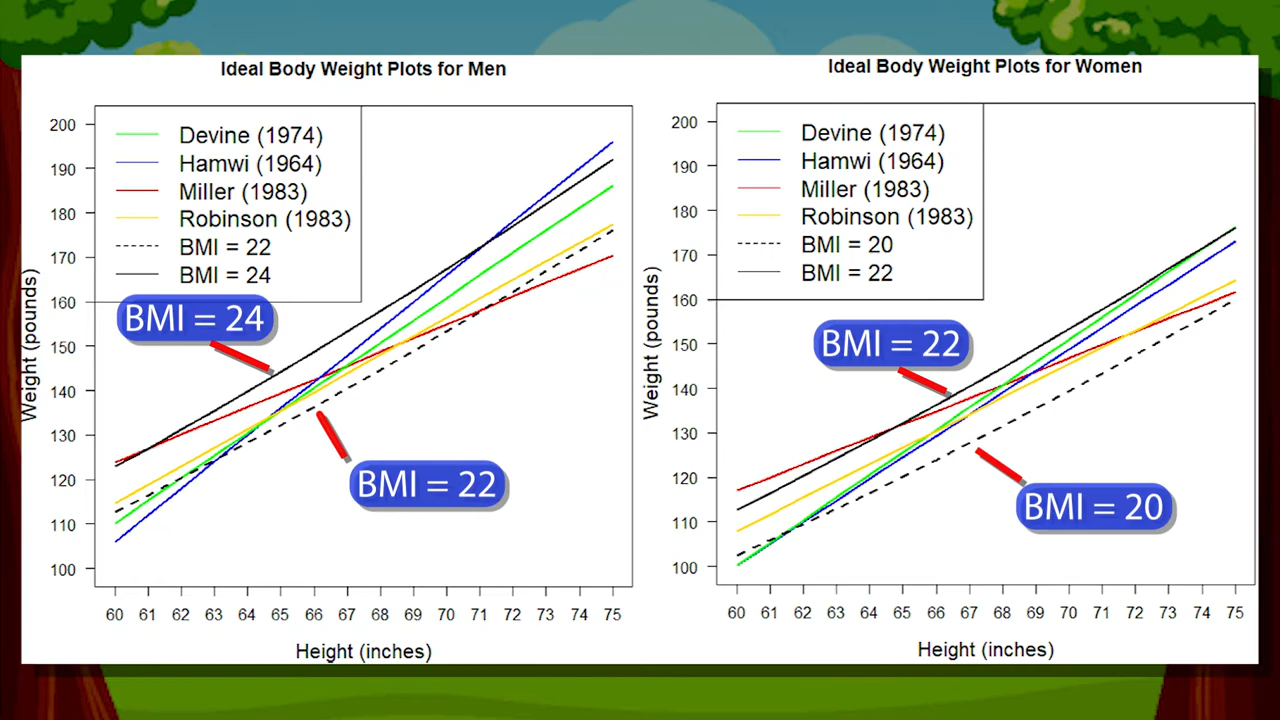 Ideal Body Weight Plots for Men
Devine (1974)
Hamwi (1964)
Miller (1983)
Robinson (1983)
BMI = 22
BMI = 24
BMI = 24
BMI = 22
200
190
180
170
160
150
140
130
120
110
100
Weight (pounds)
60 61 62 63 64 65 66 67 68 69 70 71 72 73 74 75
Height (inches)
Ideal Body Weight Plots for Women
Devine (1974)
Hamwi (1964)
Miller (1983)
Robinson (1983)
BMI = 20
BMI = 22
BMI = 22
BMI = 20
200
190
180
170
160
150
140
130
120
110
100
Weight (pounds)
60 61 62 63 64 65 66 67 68 69 70 71 72 73 74 75
Height (inches)